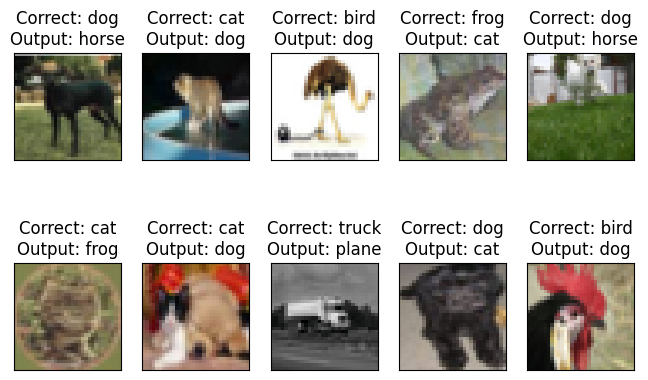 Correct: dog
Output: horse
Correct: cat
Output: dog
Correct: bird
Output: dog
Correct: frog
Output: cat
Correct: dog
Output: horse
Correct: cat
Output: frog
Correct: cat
Output: dog
Correct: truck
Output: plane
Correct: dog
Output: cat
Correct: bird
Output: dog